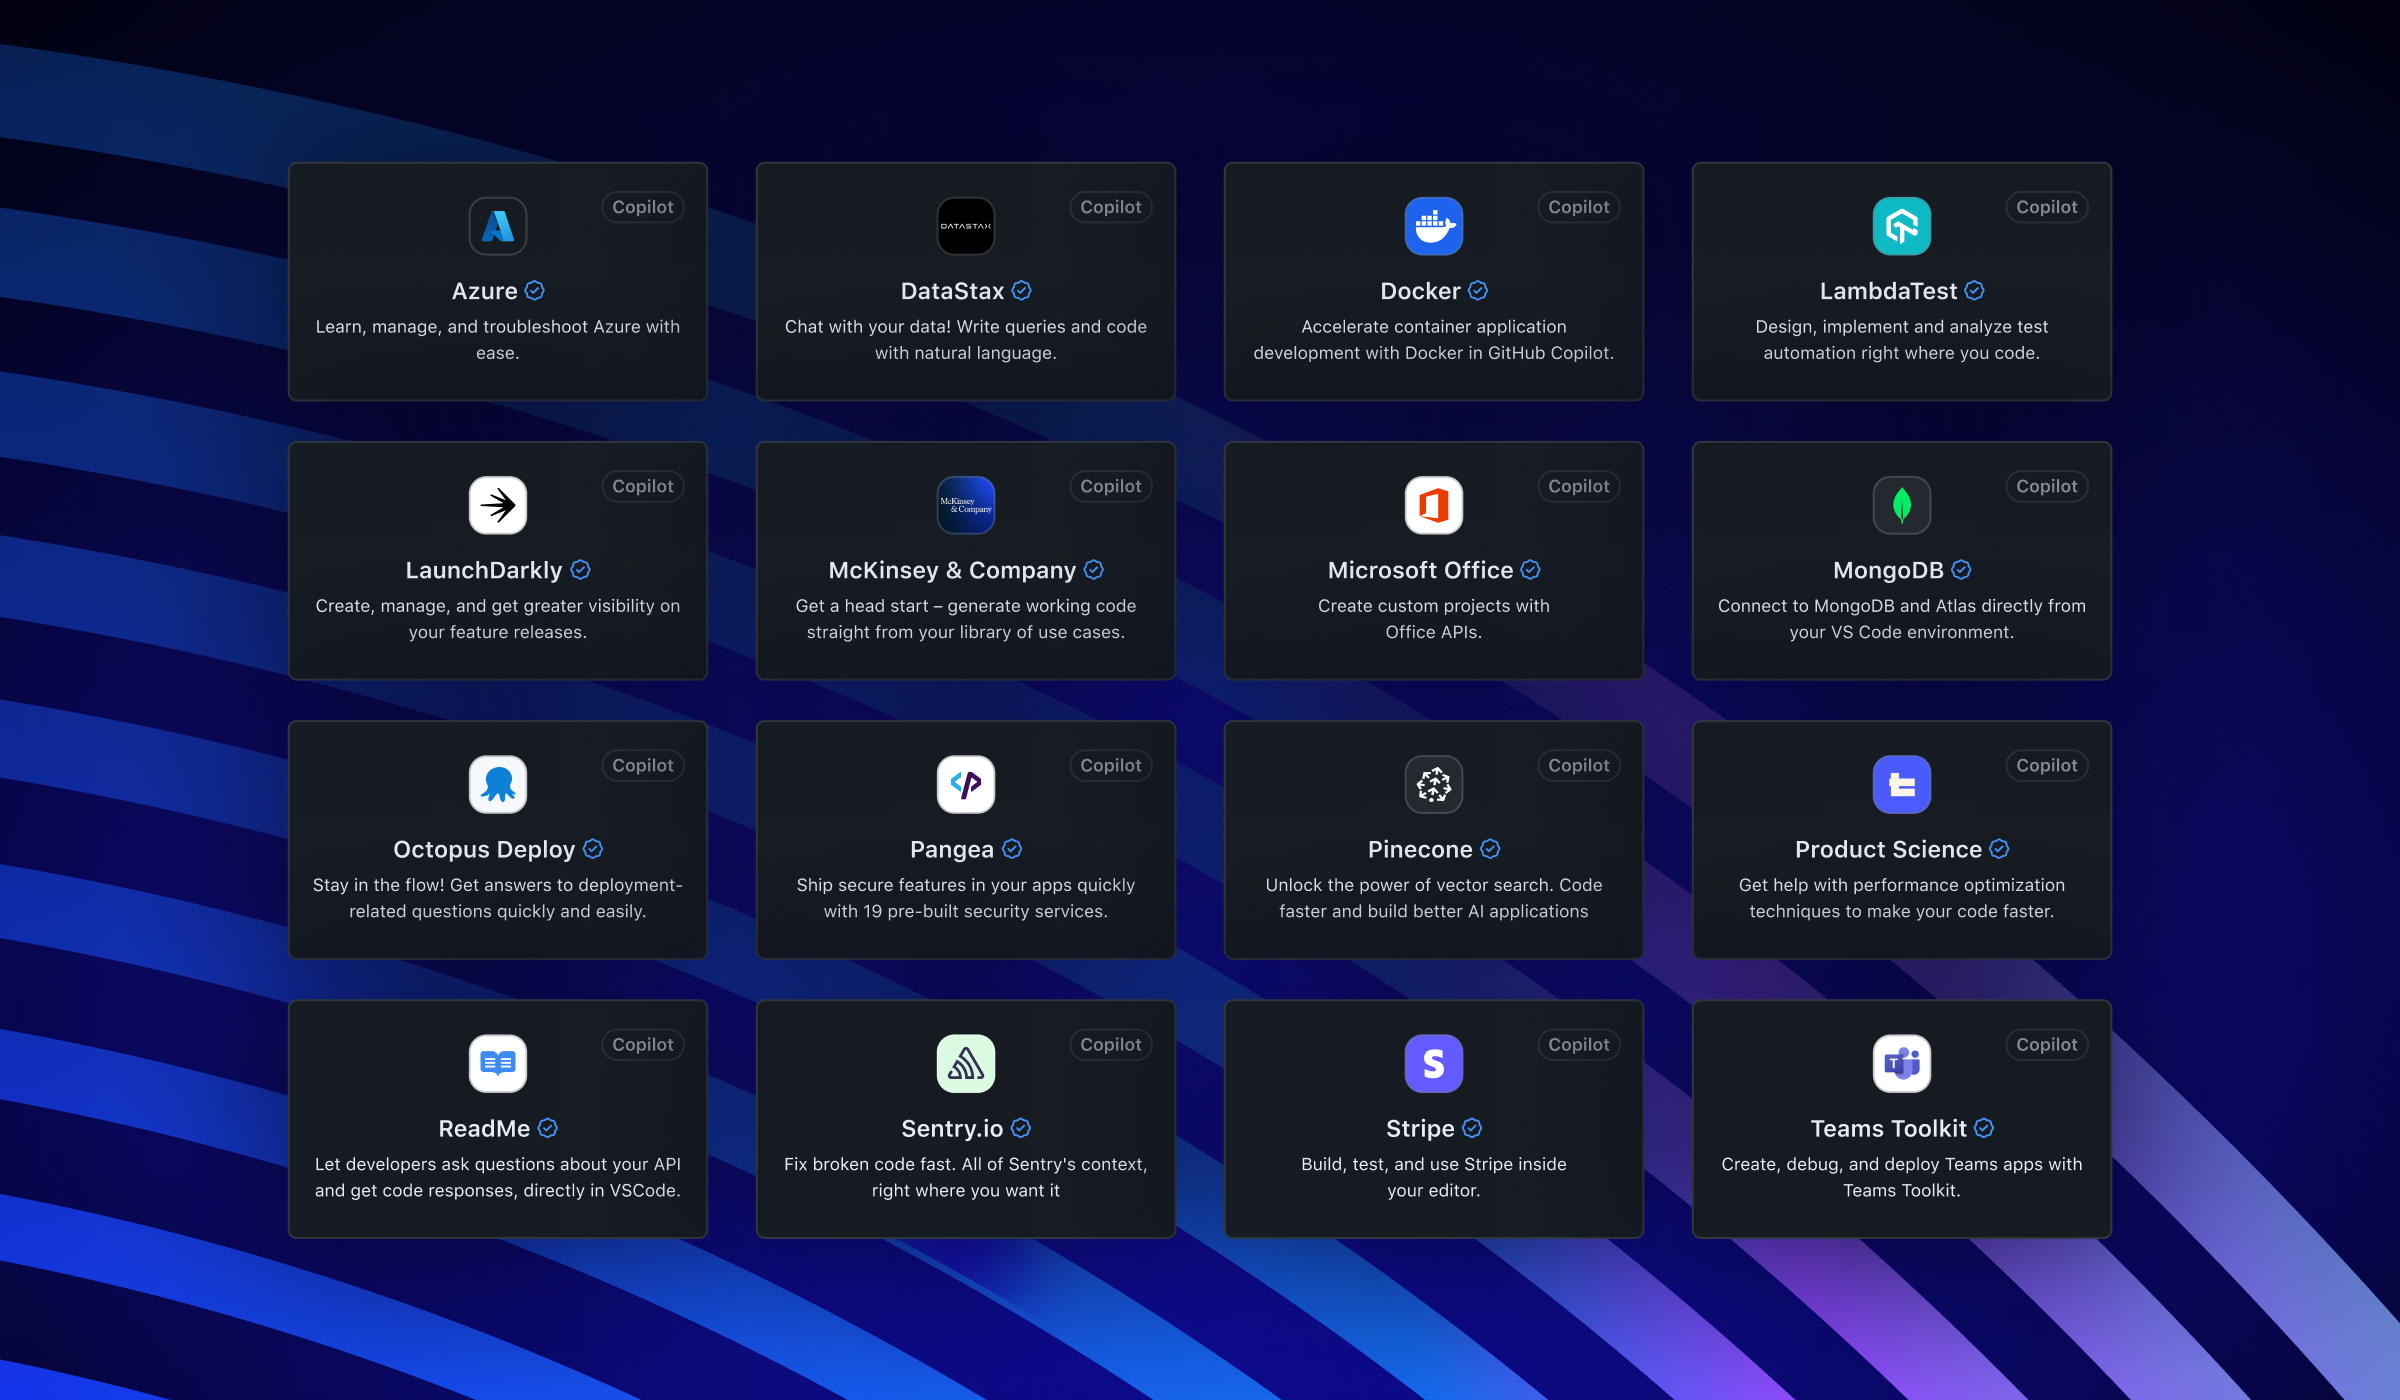 Copilot
Azure
Learn, manage, and troubleshoot Azure with
ease.
Copilot
DATASTAX
DataStax
Chat with your data! Write queries and code
with natural language.
Copilot
Docker
Accelerate container application
development with Docker in GitHub Copilot.
Copilot
LambdaTest
Design, implement and analyze test
automation right where you code.
Copilot
LaunchDarkly
Create, manage, and get greater visibility on
your feature releases.
Copilot
McKinsey
& Company
McKinsey & Company
Get a head start – generate working code
straight from your library of use cases.
Copilot
Microsoft Office
Create custom projects with
Office APIs.
Copilot
MongoDB
Connect to MongoDB and Atlas directly from
your VS Code environment.
Copilot
Octopus Deploy
Stay in the flow! Get answers to deployment-
related questions quickly and easily.
Copilot
Pangea
Ship secure features in your apps quickly
with 19 pre-built security services.
Copilot
Pinecone
Unlock the power of vector search. Code
faster and build better AI applications
Copilot
Product Science
Get help with performance optimization
techniques to make your code faster.
Copilot
ReadMe
Let developers ask questions about your API
and get code responses, directly in VSCode.
Copilot
Sentry.io
Fix broken code fast. All of Sentry's context,
right where you want it
Copilot
S
Stripe
Build, test, and use Stripe inside
your editor.
Copilot
T
Teams Toolkit
Create, debug, and deploy Teams apps with
Teams Toolkit.